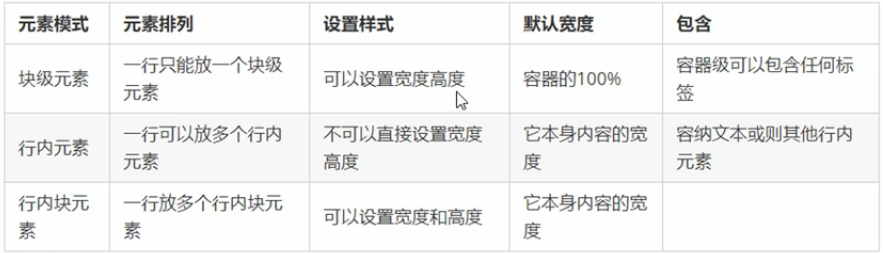 元素模式 元素排列 设置样式 默认宽度 包含
块级元素 一行只能放一个块级元素 可以设置宽度高度 容器的100% 容器级可以包含任何标签
行内元素 一行可以放多个行内元素 不可以直接设置宽度高度 它本身内容的宽度 容纳文本或则其他行内元素
行内块元素 一行放多个行内块元素 可以设置宽度和高度 它本身内容的宽度